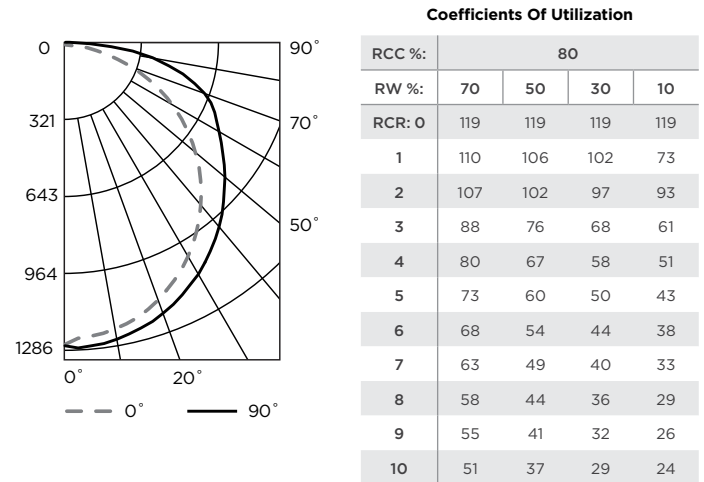 Coefficients Of Utilization
0
321
643
964
1286
90°
70°
50°
0° 20°
0° 90°
RCC %: 80
RW %: 70 50 30 10
RCR: 0 119 119 119 119
1 110 106 102 73
2 107 102 97 93
3 88 76 68 61
4 80 67 58 51
5 73 60 50 43
6 68 54 44 38
7 63 49 40 33
8 58 44 36 29
9 55 41 32 26
10 51 37 29 24